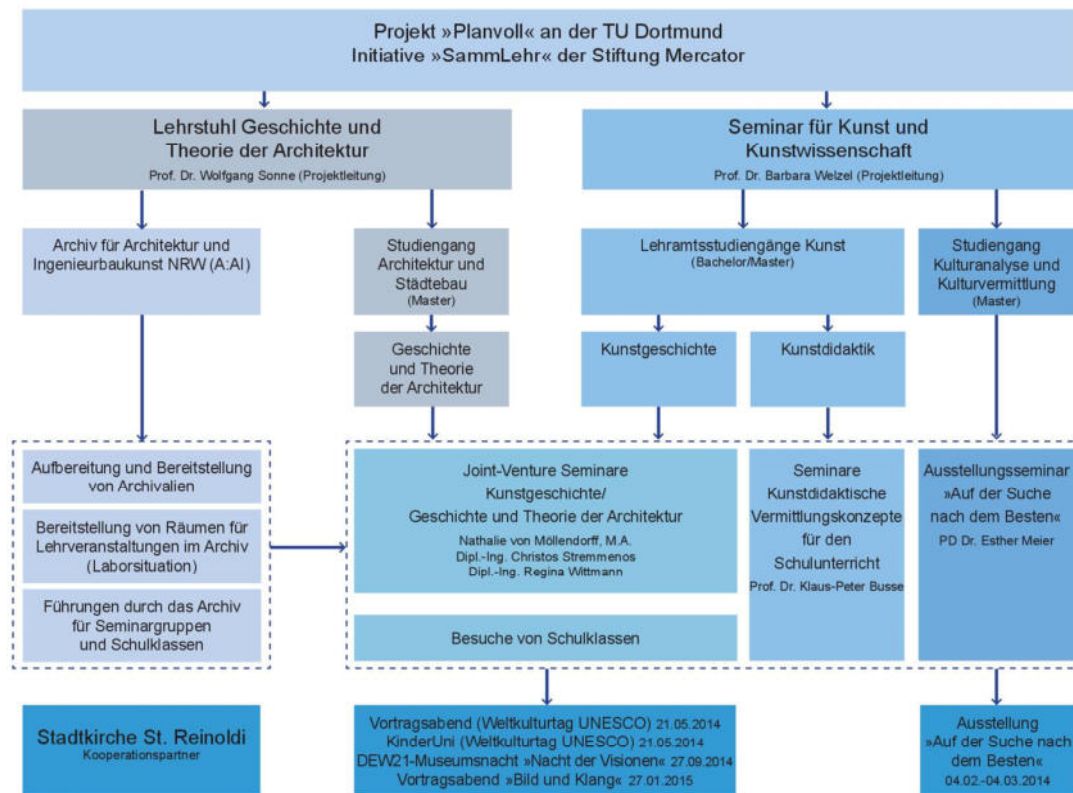 Projekt »Planvoll« an der TU Dortmund
Initiative »SammLehr« der Stiftung Mercator
Lehrstuhl Geschichte und
Theorie der Architektur
Prof. Dr. Wolfgang Sonne (Projektleitung)
Seminar für Kunst und
Kunstwissenschaft
Prof. Dr. Barbara Welzel (Projektleitung)
Archiv für Architektur und
Ingenieurbaukunst NRW (A:AI)
Studiengang
Architektur und
Städtebau
(Master)
Lehramtsstudiengänge Kunst
(Bachelor/Master)
Studiengang
Kulturanalyse und
Kulturvermittlung
(Master)
Geschichte
und Theorie
der Architektur
Kunstgeschichte
Kunstdidaktik
Aufbereitung und Bereitstellung
von Archivalien
Bereitstellung von Räumen für
Lehrveranstaltungen im Archiv
(Laborsituation)
Führungen durch das Archiv
für Seminargruppen
und Schulklassen
Joint-Venture Seminare
Kunstgeschichte/
Geschichte und Theorie der Architektur
Nathalie von Möllendorff, M.A.
Dipl.-Ing. Christos Stremmenos
Dipl.-Ing. Regina Wittmann
Besuche von Schulklassen
Seminare
Kunstdidaktische
Vermittlungskonzepte
für den
Schulunterricht
Prof. Dr. Klaus-Peter Busse
Ausstellungsseminar
»Auf der Suche
nach dem Besten«
PD Dr. Esther Meier
Stadtkirche St. Reinoldi
Kooperationspartner
Vortragsabend (Weltkulturtag UNESCO) 21.05.2014
KinderUni (Weltkulturtag UNESCO) 21.05.2014
DEW21-Museumsnacht »Nacht der Visionen« 27.09.2014
Vortragsabend »Bild und Klang« 27.01.2015
Ausstellung
»Auf der Suche nach
dem Besten«
04.02.-04.03.2014